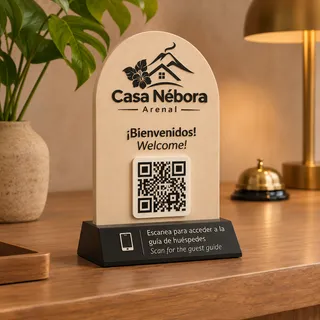 Casa Nébora
Arenal
¡Bienvenidos!
Welcome!
Escanea para acceder a la
guía de huéspedes
Scan for the guest guide